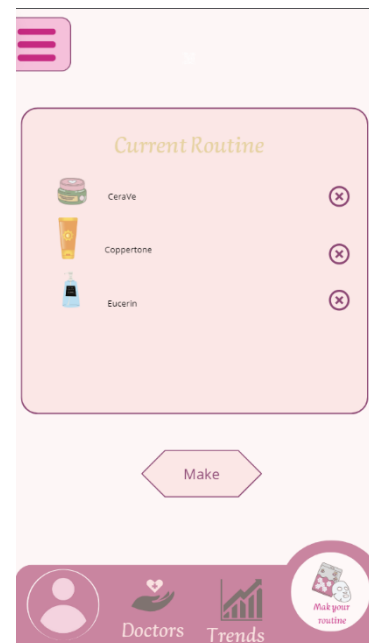 Current Routine
CeraVe
Coppertone
Eucerin
Make
Mak your
routine
Doctors
Trends